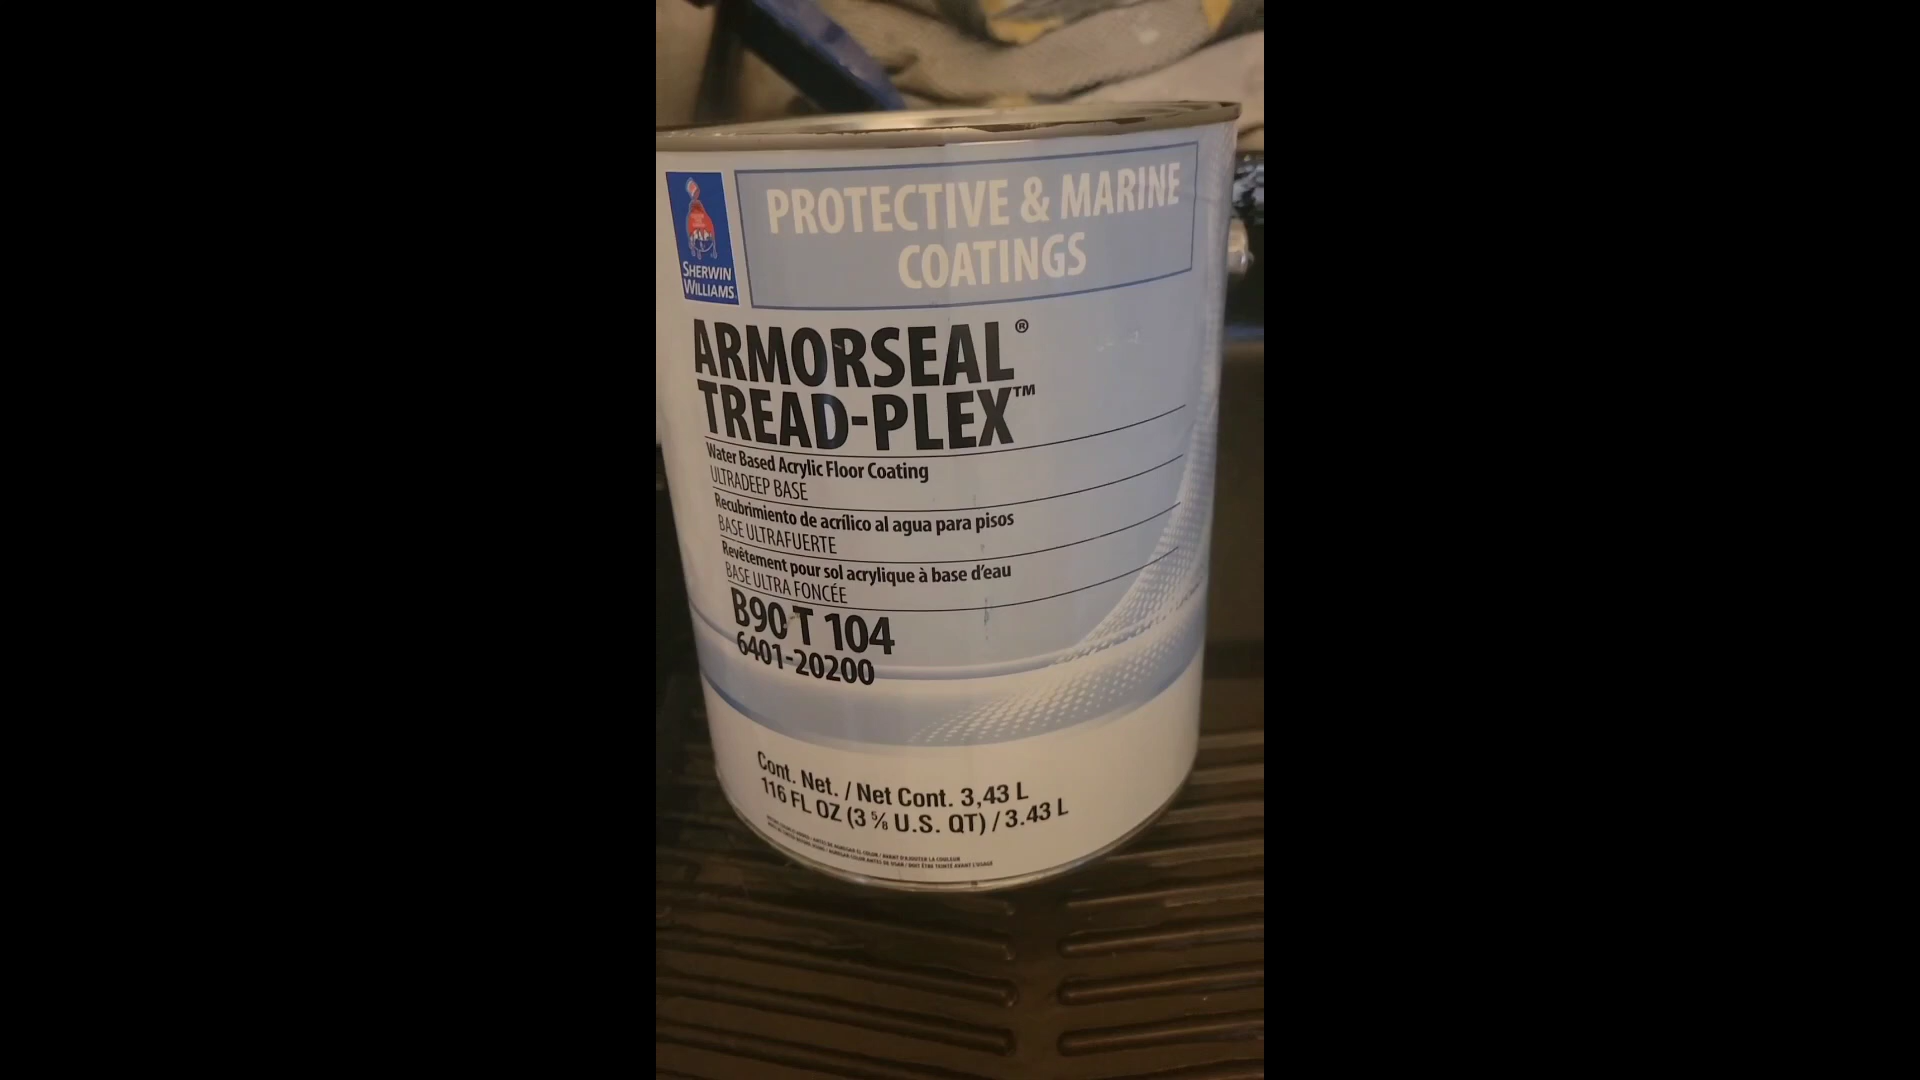 PROTECTIVE & MARINE
COATINGS
SHERWIN
WILLIAMS
ARMORSEAL®
TREAD-PLEX™
Water Based Acrylic Floor Coating
ULTRADEEP BASE
Recubrimiento de acrílico al agua para pisos
BASE ULTRAFUERTE
Revêtement pour sol acrylique à base d'eau
BASE ULTRA FONCÉE
B90 T 104
6401-20200
Cont. Net. / Net Cont. 3,43 L
116 FL OZ (3 ⅝ U.S. QT) / 3.43 L